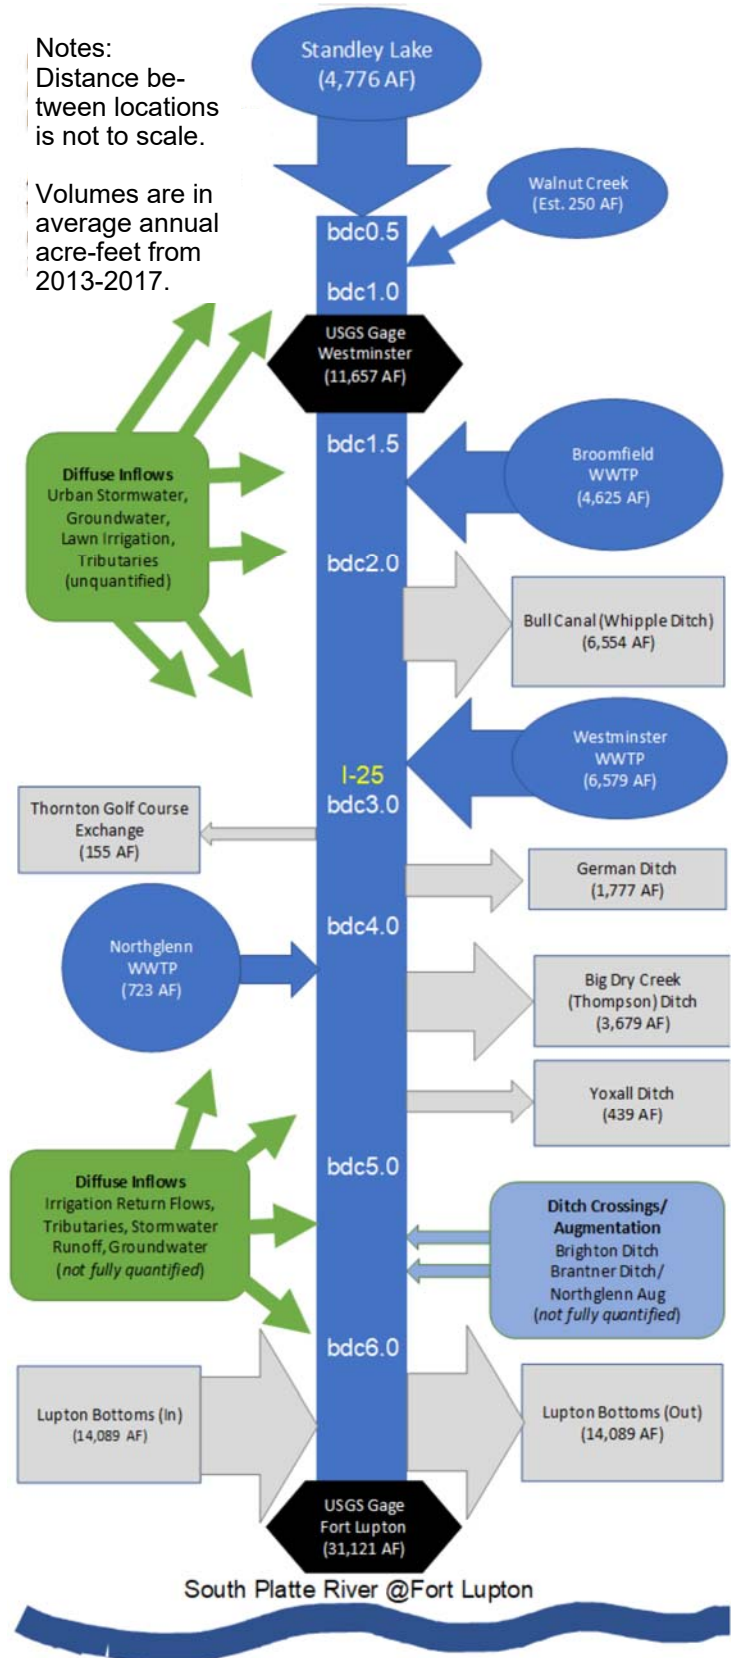 Notes:
Distance be-
tween locations
is not to scale.
Volumes are in
average annual
acre-feet from
2013-2017.
Standley Lake
(4,776 AF)
Walnut Creek
(Est. 250 AF)
bdc0.5
bdc1.0
USGS Gage
Westminster
(11,657 AF)
bdc1.5
Diffuse Inflows
Urban Stormwater,
Groundwater,
Lawn Irrigation,
Tributaries
(unquantified)
Broomfield
WWTP
(4,625 AF)
bdc2.0
Bull Canal (Whipple Ditch)
(6,554 AF)
Westminster
WWTP
(6,579 AF)
I-25
bdc3.0
Thornton Golf Course
Exchange
(155 AF)
German Ditch
(1,777 AF)
bdc4.0
Northglenn
WWTP
(723 AF)
Big Dry Creek
(Thompson) Ditch
(3,679 AF)
Yoxall Ditch
(439 AF)
bdc5.0
Diffuse Inflows
Irrigation Return Flows,
Tributaries, Stormwater
Runoff, Groundwater
(not fully quantified)
Ditch Crossings/
Augmentation
Brighton Ditch
Brantner Ditch/
Northglenn Aug
(not fully quantified)
bdc6.0
Lupton Bottoms (In)
(14,089 AF)
Lupton Bottoms (Out)
(14,089 AF)
USGS Gage
Fort Lupton
(31,121 AF)
South Platte River @Fort Lupton